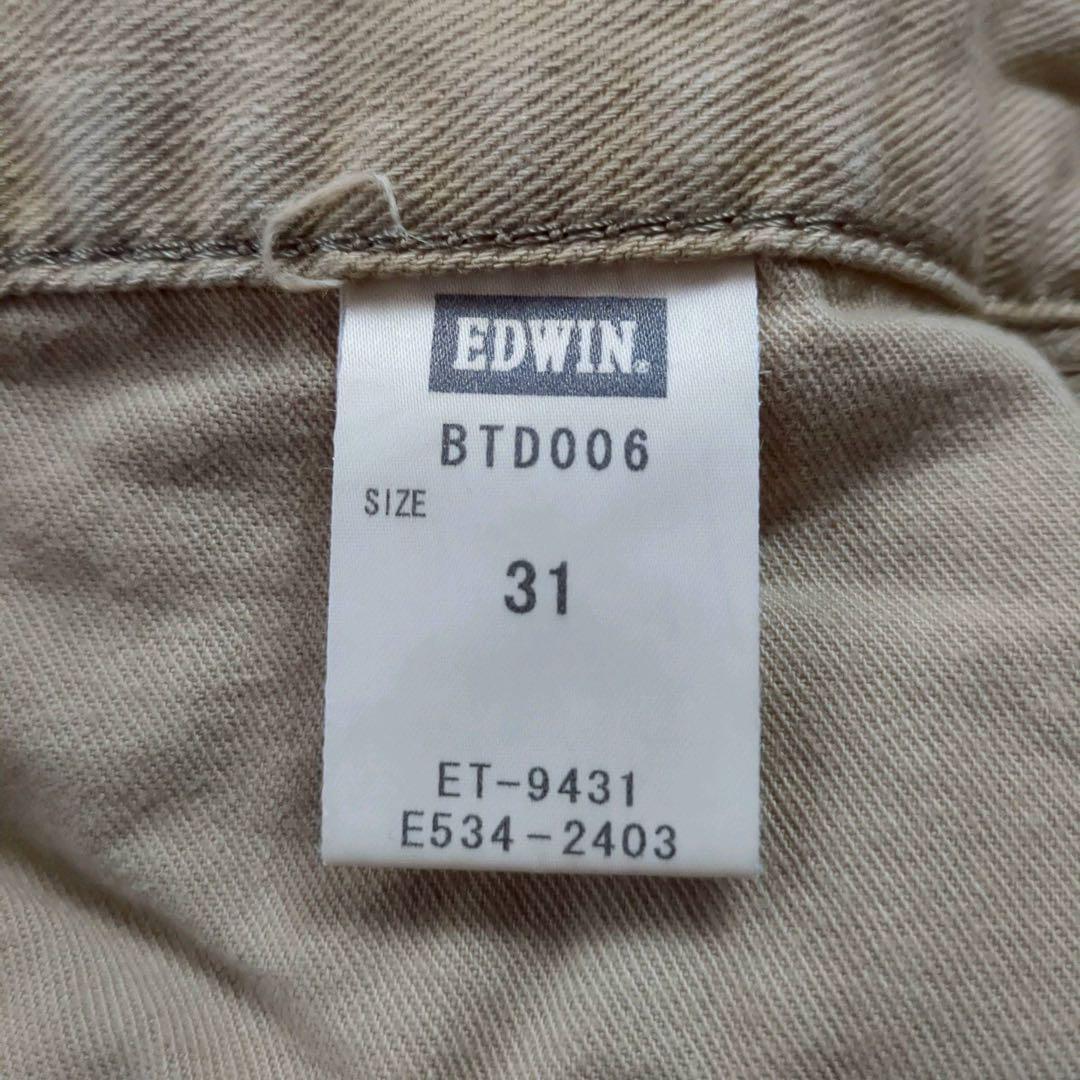 EDWIN.
BTD006
SIZE
31
ET-9431
E534-2403